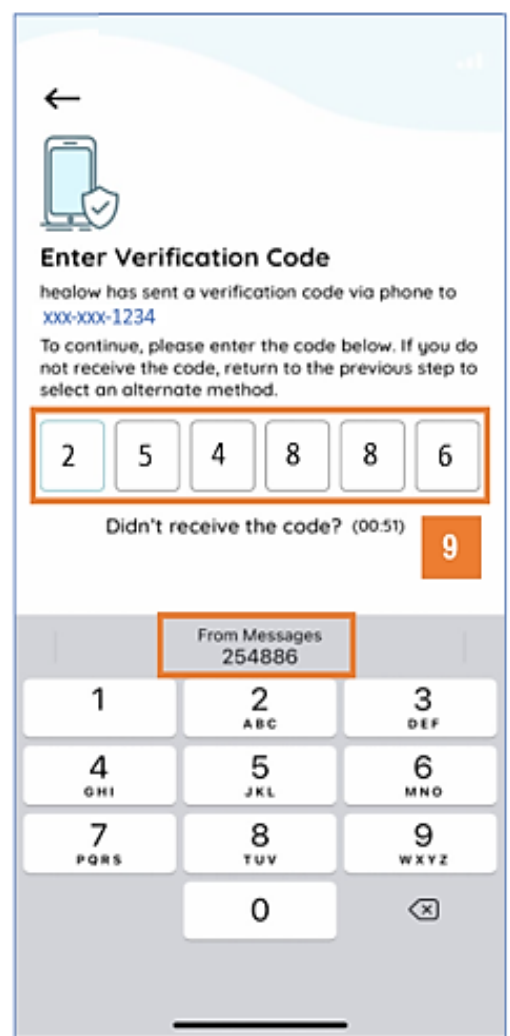 Enter Verification Code
healow has sent a verification code via phone to
xxx-xxx-1234
To continue, please enter the code below. If you do
not receive the code, return to the previous step to
select an alternate method.
2 5 4 8 8 6
Didn't receive the code? (00:51)
9
From Messages
254886
1 2 3
ABC DEF
4 5 6
GHI JKL MNO
7 8 9
PQRS TUV WXYZ
0